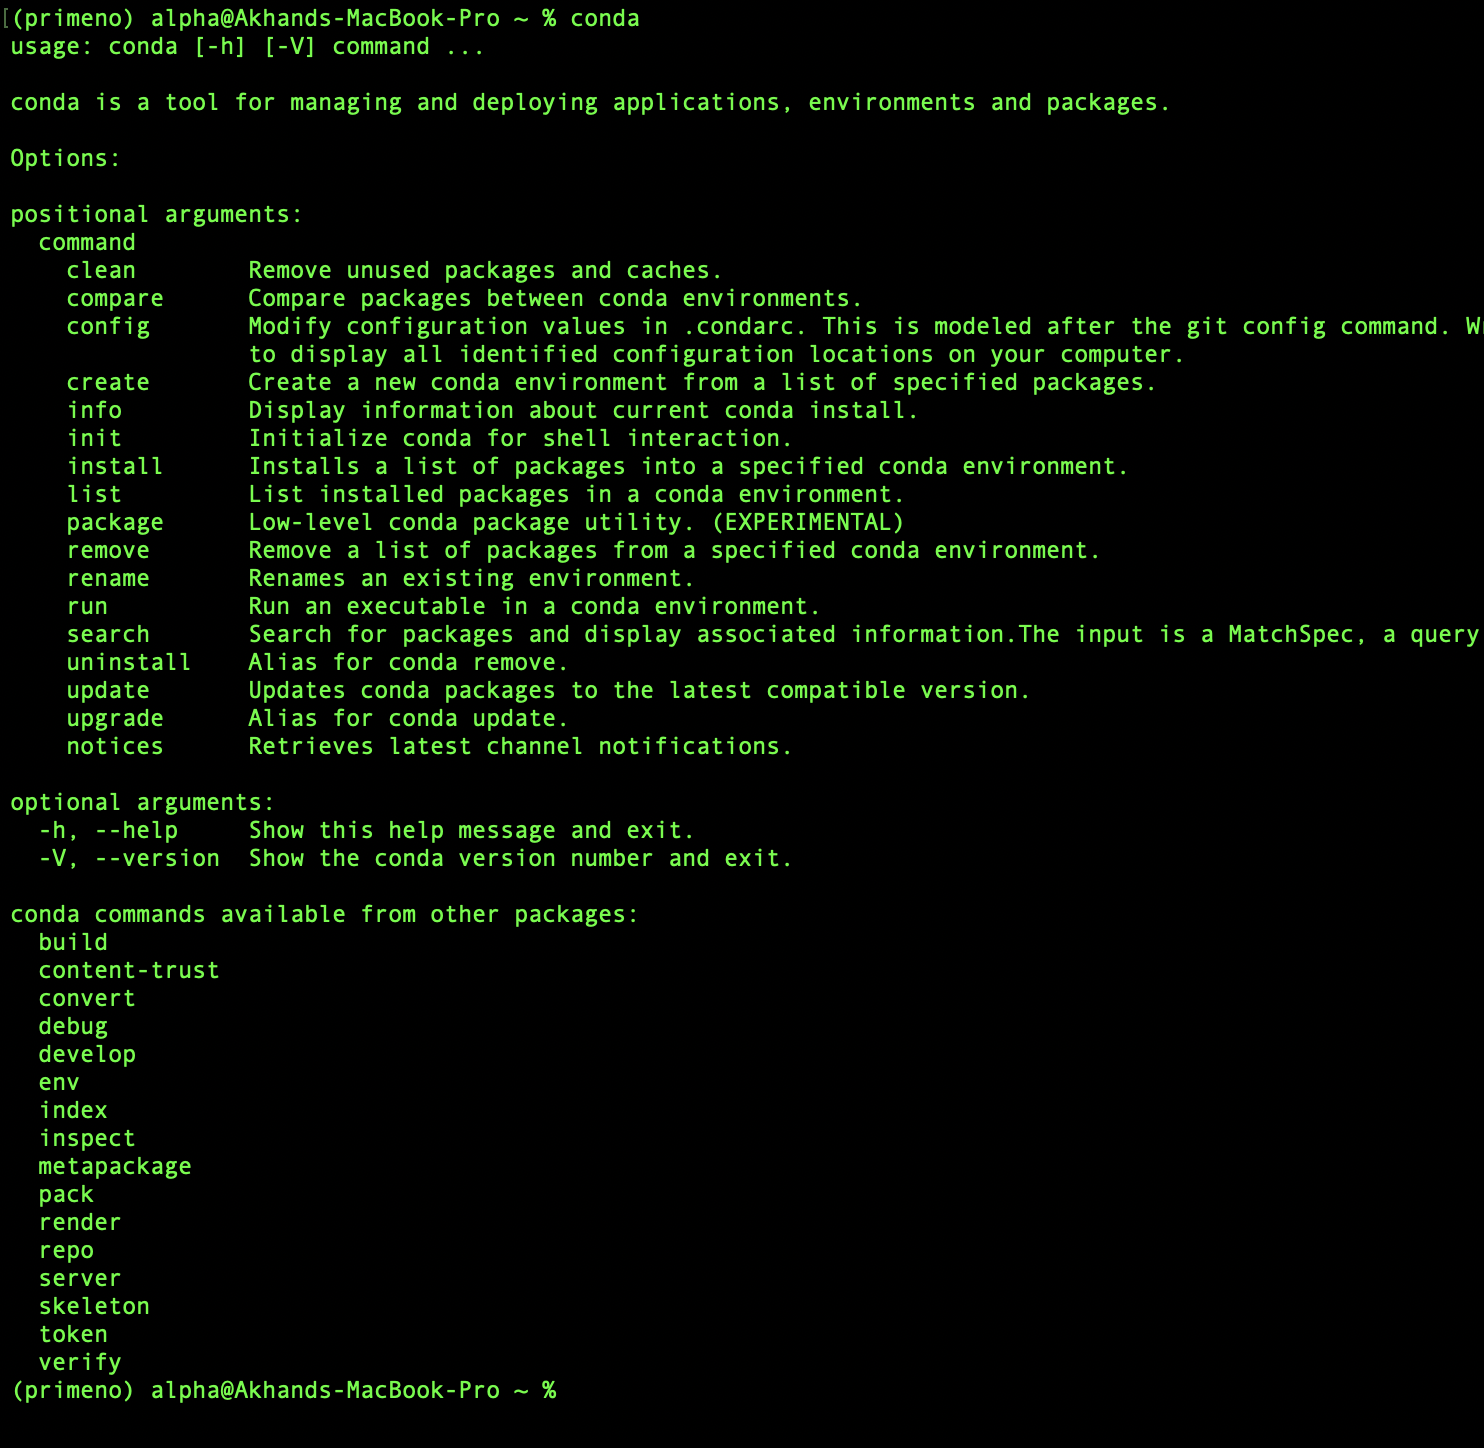 [(primeno) alpha@Akhands-MacBook-Pro ~ % conda
usage: conda [-h] [-V] command ...
conda is a tool for managing and deploying applications, environments and packages.
Options:
positional arguments:
  command
    clean        Remove unused packages and caches.
    compare      Compare packages between conda environments.
    config       Modify configuration values in .condarc. This is modeled after the git config command.
                 to display all identified configuration locations on your computer.
    create       Create a new conda environment from a list of specified packages.
    info         Display information about current conda install.
    init         Initialize conda for shell interaction.
    install      Installs a list of packages into a specified conda environment.
    list         List installed packages in a conda environment.
    package      Low-level conda package utility. (EXPERIMENTAL)
    remove       Remove a list of packages from a specified conda environment.
    rename       Renames an existing environment.
    run          Run an executable in a conda environment.
    search       Search for packages and display associated information.The input is a MatchSpec, a query
    uninstall    Alias for conda remove.
    update       Updates conda packages to the latest compatible version.
    upgrade      Alias for conda update.
    notices      Retrieves latest channel notifications.
optional arguments:
  -h, --help     Show this help message and exit.
  -V, --version  Show the conda version number and exit.
conda commands available from other packages:
  build
  content-trust
  convert
  debug
  develop
  env
  index
  inspect
  metapackage
  pack
  render
  repo
  server
  skeleton
  token
  verify
(primeno) alpha@Akhands-MacBook-Pro ~ %